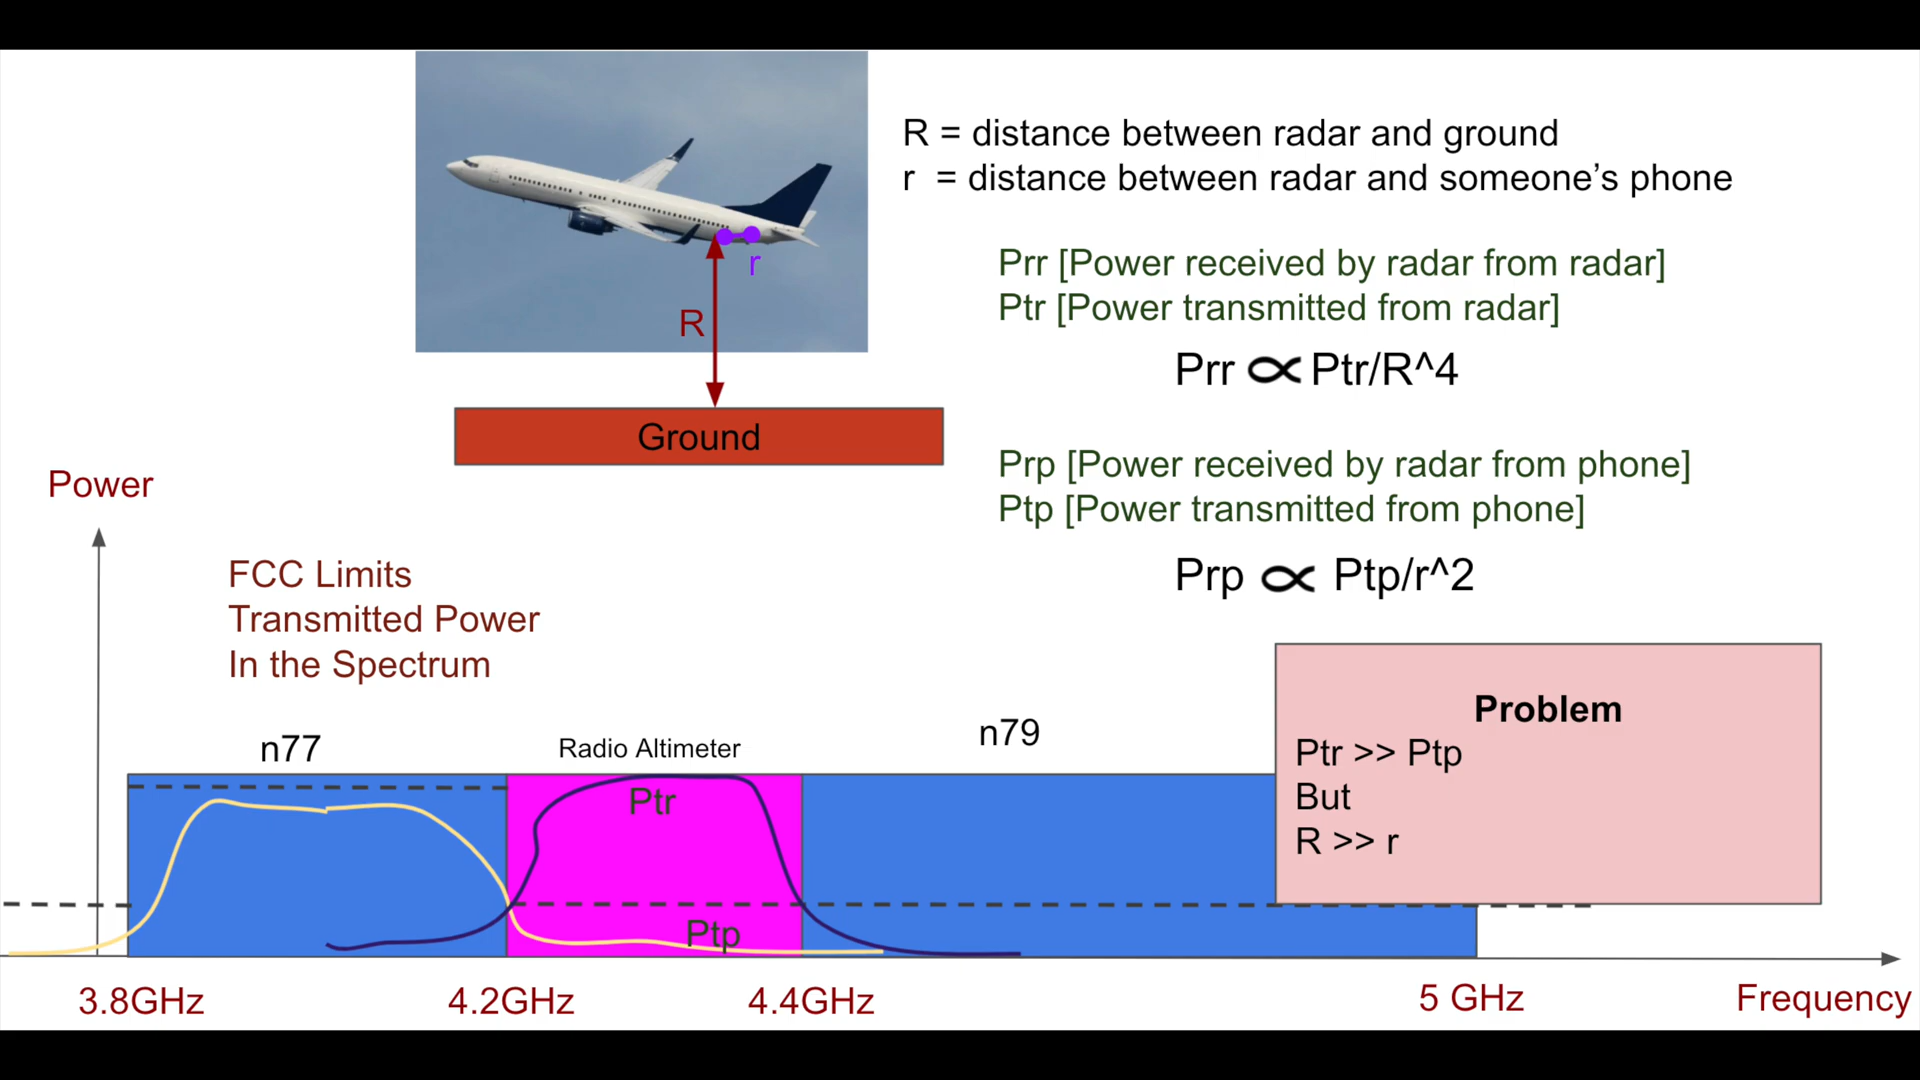 R = distance between radar and ground
r = distance between radar and someone’s phone
Prr [Power received by radar from radar]
Ptr [Power transmitted from radar]
Prr ∝ Ptr/R^4
r
R
Ground
Prp [Power received by radar from phone]
Ptp [Power transmitted from phone]
Prp ∝ Ptp/r^2
Power
FCC Limits
Transmitted Power
In the Spectrum
Problem
Ptr >> Ptp
But
R >> r
n77
Radio Altimeter
n79
Ptr
Ptp
3.8GHz
4.2GHz
4.4GHz
5 GHz
Frequency